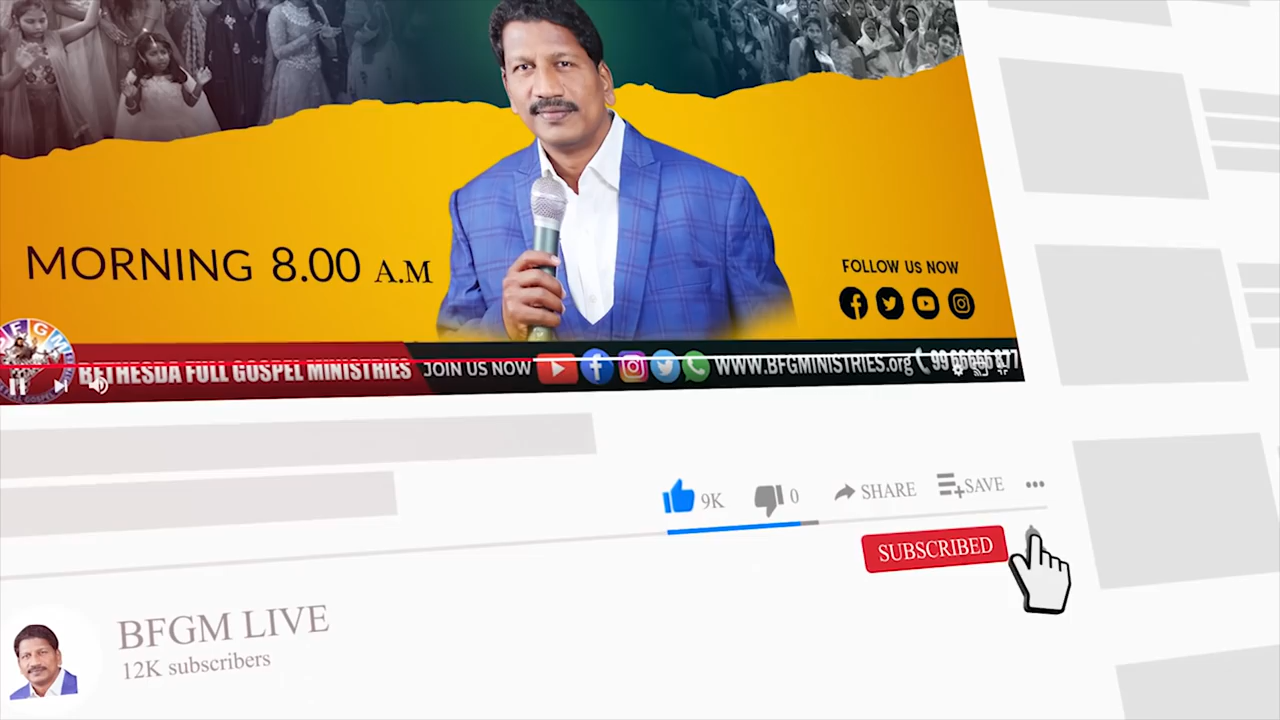 MORNING 8.00 A.M
FOLLOW US NOW
BFGM
BETHESDA FULL GOSPEL MINISTRIES JOIN US NOW WWW.BFGMINISTRIES.org
9K 0 SHARE SAVE
SUBSCRIBED
BFGM LIVE
12K subscribers